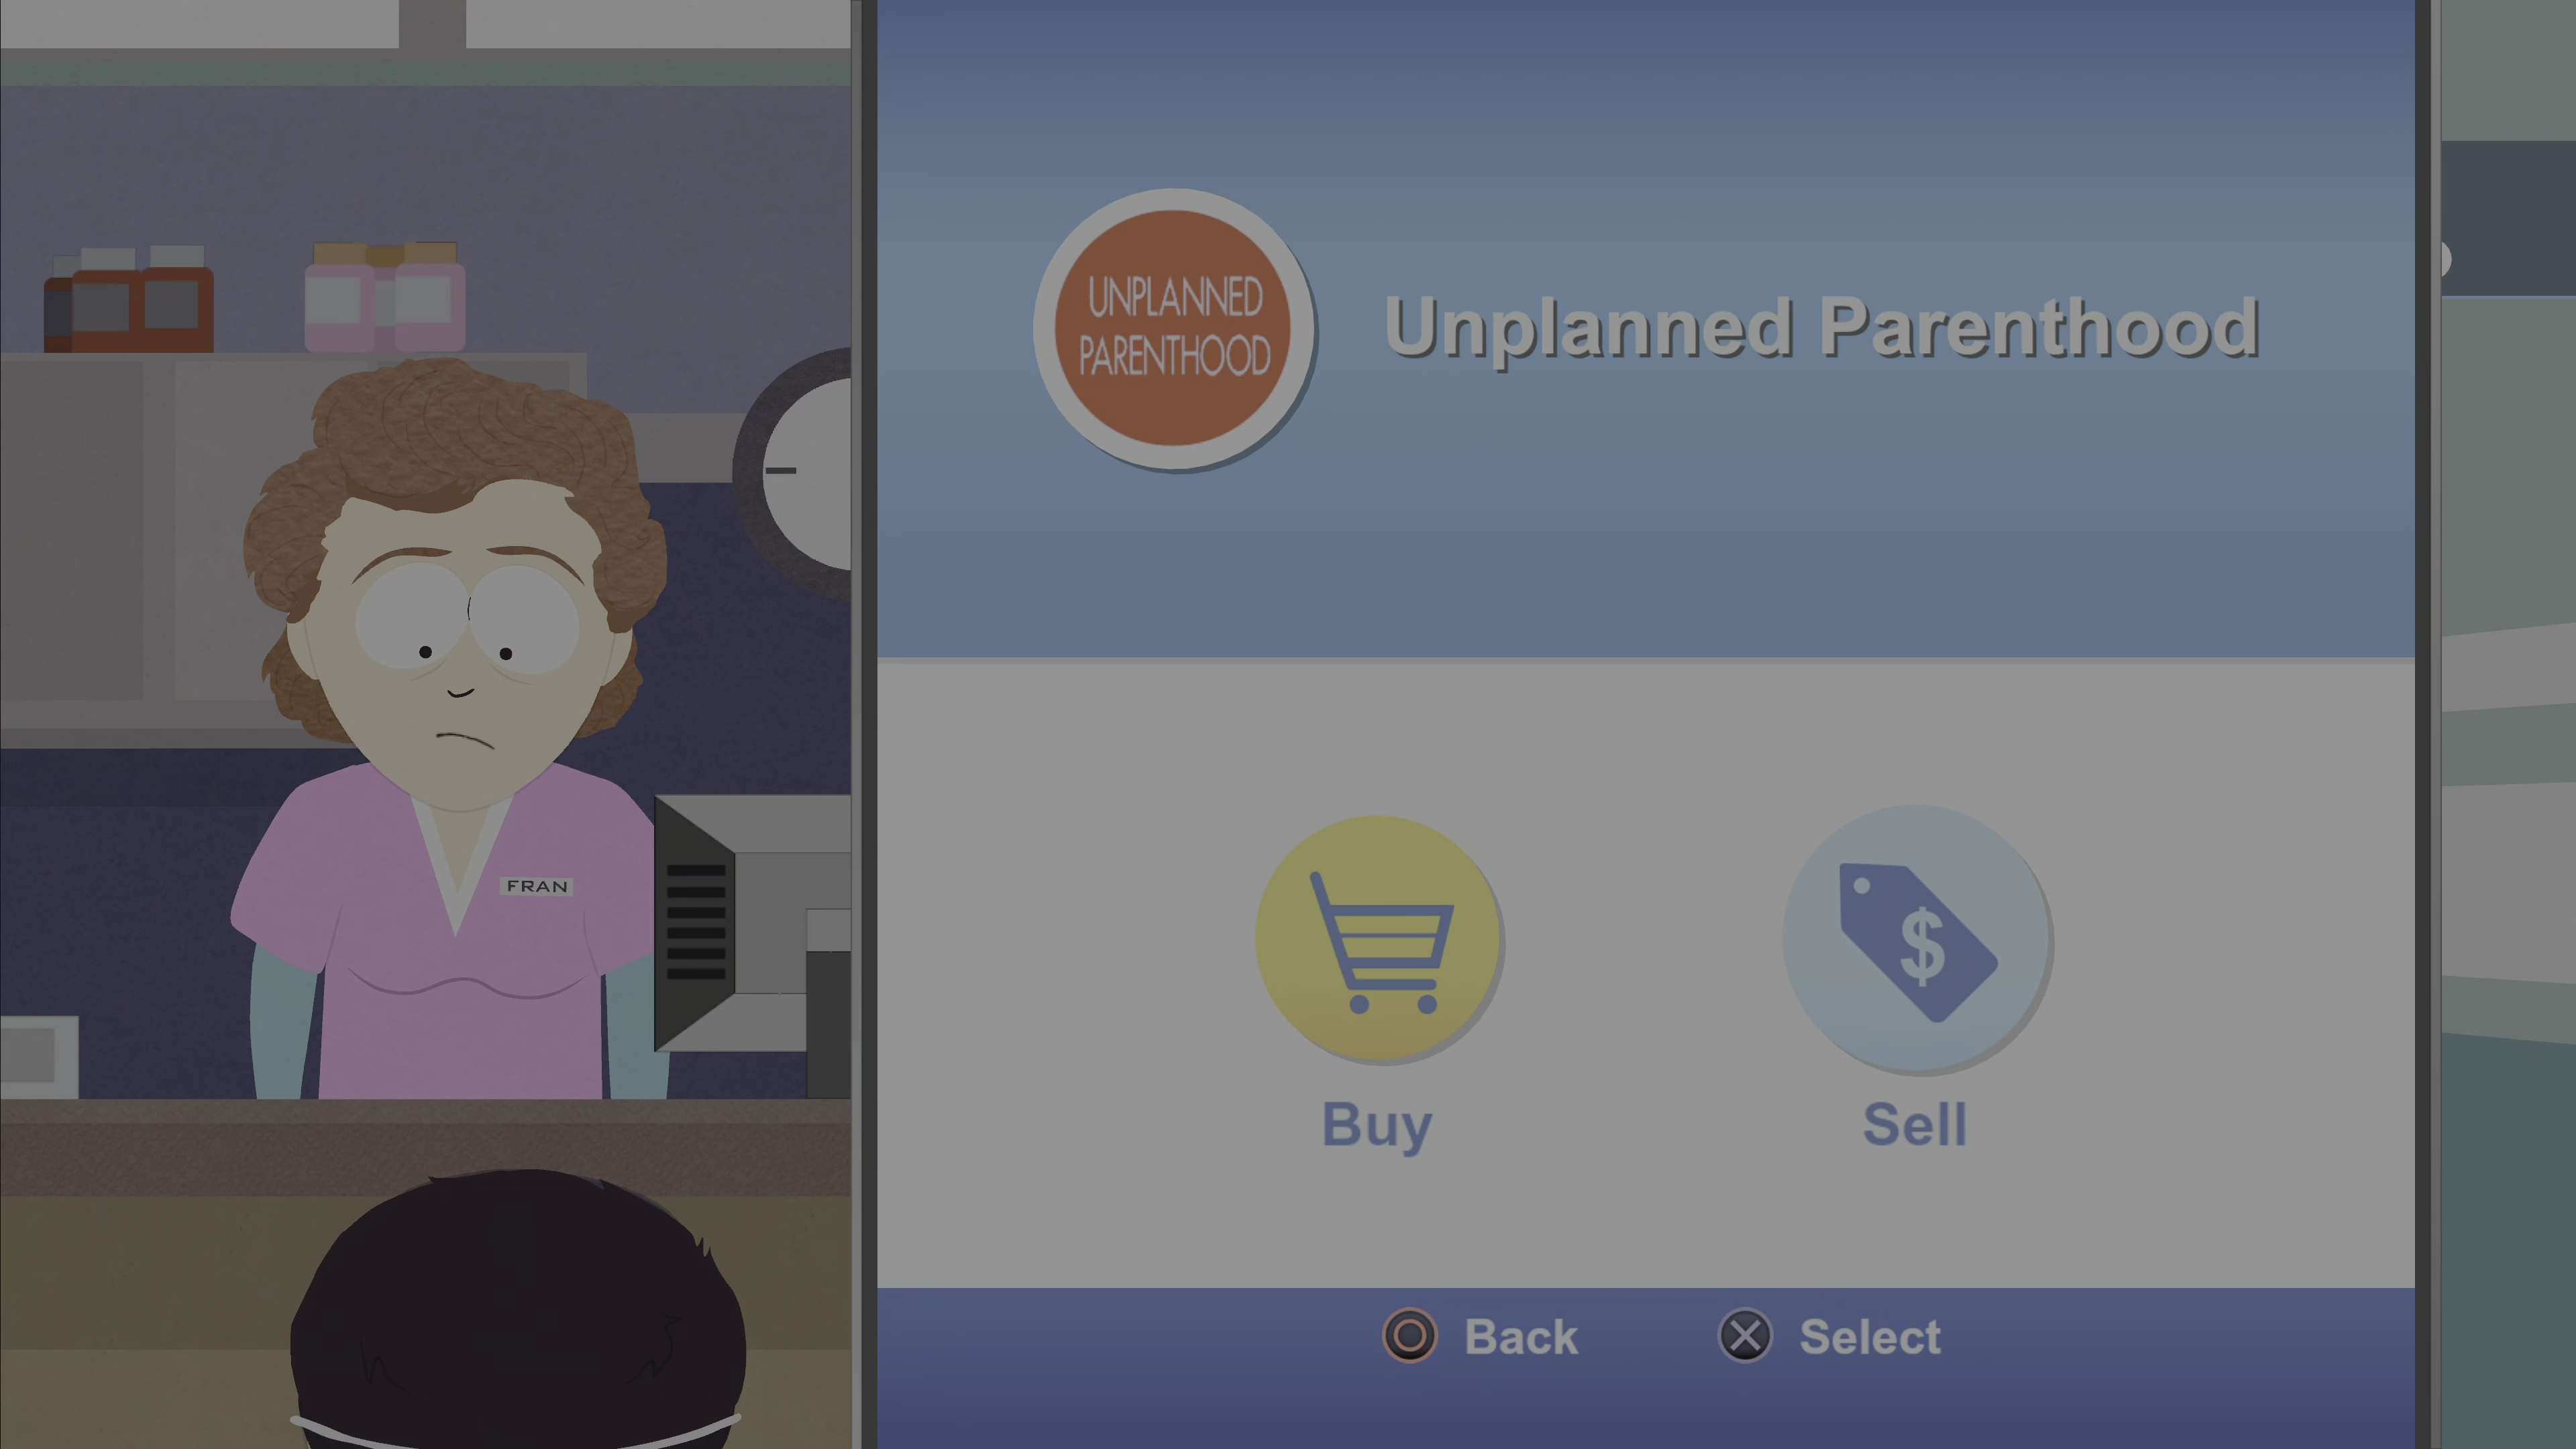 UNPLANNED
PARENTHOOD
Unplanned Parenthood
FRAN
$
Buy
Sell
Back
Select